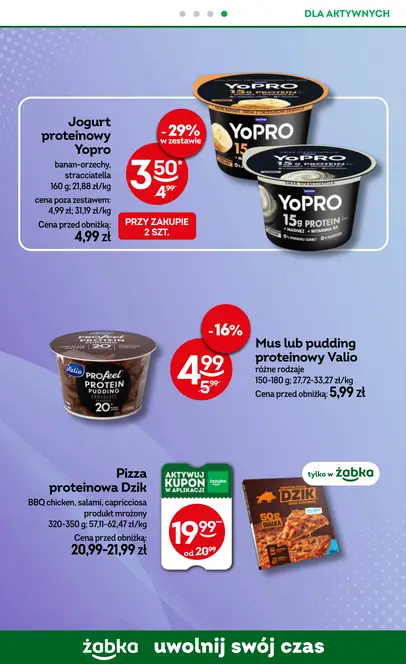 DLA AKTYWNYCH
Jogurt
proteinowy
Yopro
banan-orzechy,
stracciatella
160 g; 21,88 zł/kg
cena poza zestawem:
4,99 zł; 31,19 zł/kg
Cena przed obniżką:
4,99 zł
- 29%
w zestawie
3,50*
4,99
PRZY ZAKUPIE
2 SZT.
YoPRO
15g PROTEIN
YoPRO
YoPRO
15g PROTEIN
+ MAGNEZ + WITAMINA B9
-16%
4,99
5,99
Mus lub pudding
proteinowy Valio
różne rodzaje
150-180 g; 27,72-33,27 zł/kg
Cena przed obniżką: 5,99 zł
Valio
PROfeel
PROTEIN
PUDDING
CHOCOLATE
20
Pizza
proteinowa Dzik
BBQ chicken, salami, capricciosa
produkt mrożony
320-350 g; 57,11-62,47 zł/kg
Cena przed obniżką:
20,99-21,99 zł
AKTYWUJ
KUPON
W APLIKACJI
19,99
od 20,99
tylko w żabka
DZIK
50g
BIAŁKA
żabka uwolnij swój czas